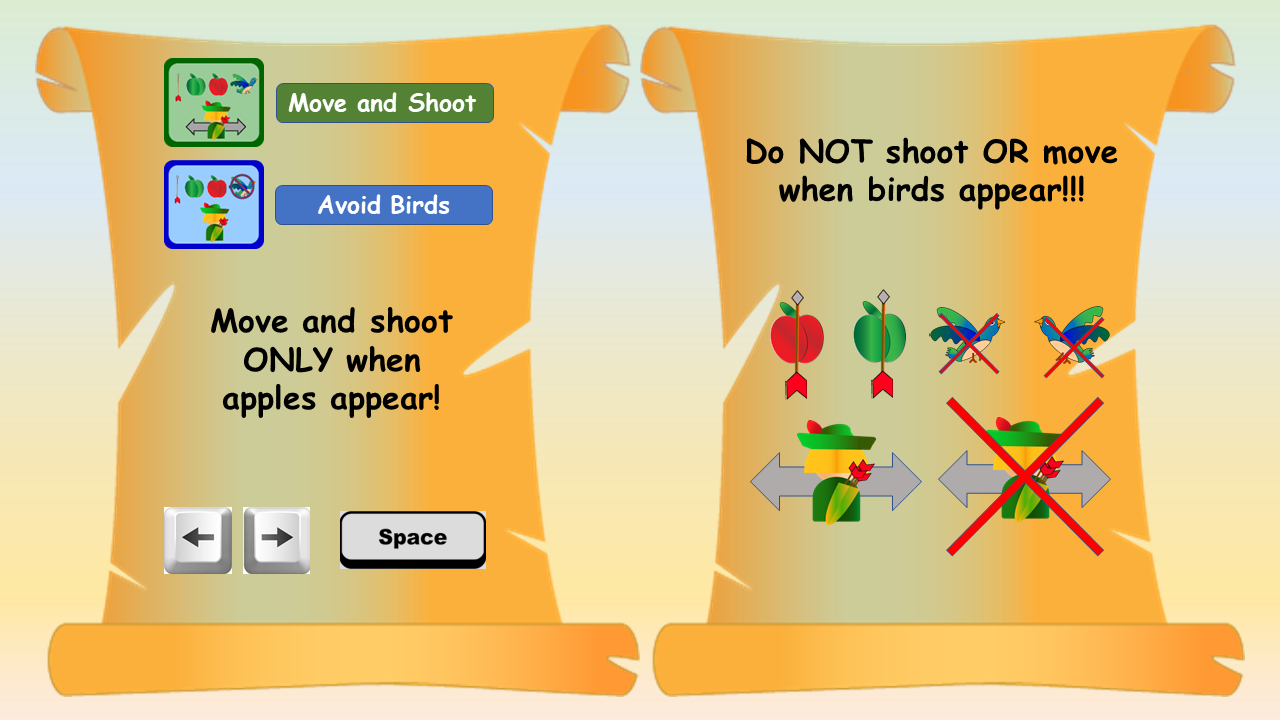 Move and Shoot
Avoid Birds
Move and shoot
ONLY when
apples appear!
Space
Do NOT shoot OR move
when birds appear!!!